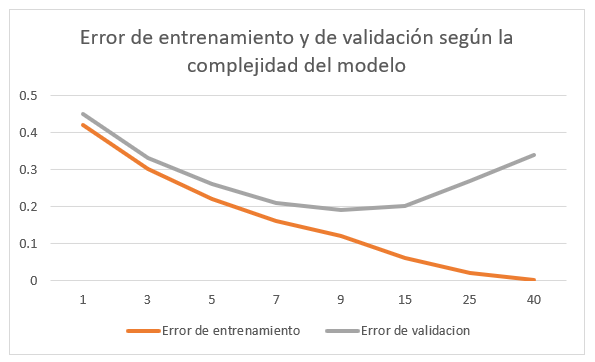 Error de entrenamiento y de validación según la
complejidad del modelo
0.5
0.4
0.3
0.2
0.1
0
1 3 5 7 9 15 25 40
Error de entrenamiento Error de validacion